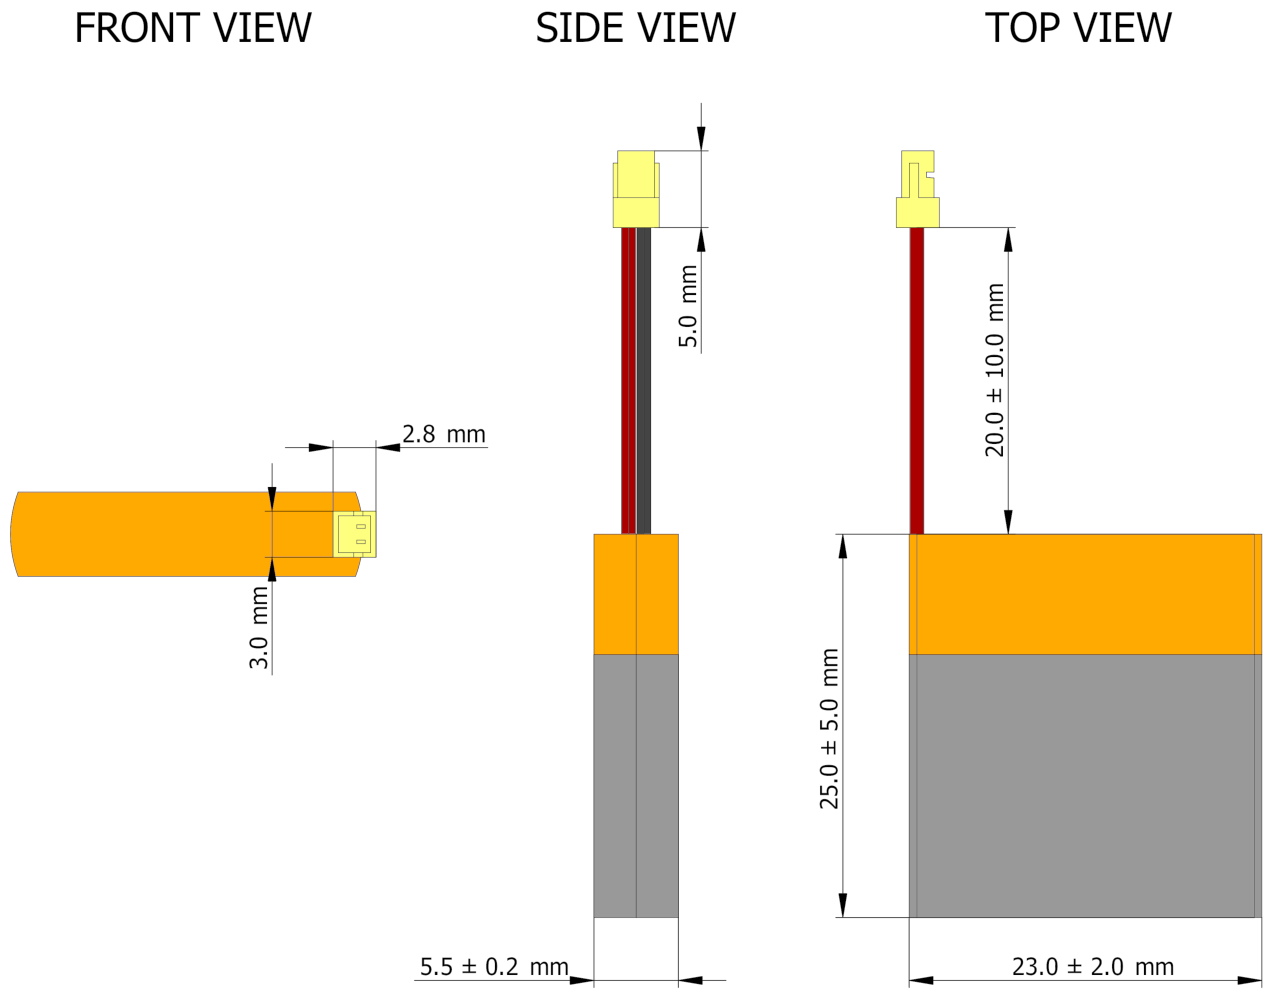 FRONT VIEW
SIDE VIEW
TOP VIEW
5.0 mm
20.0 ± 10.0 mm
2.8 mm
3.0 mm
25.0 ± 5.0 mm
5.5 ± 0.2 mm
23.0 ± 2.0 mm